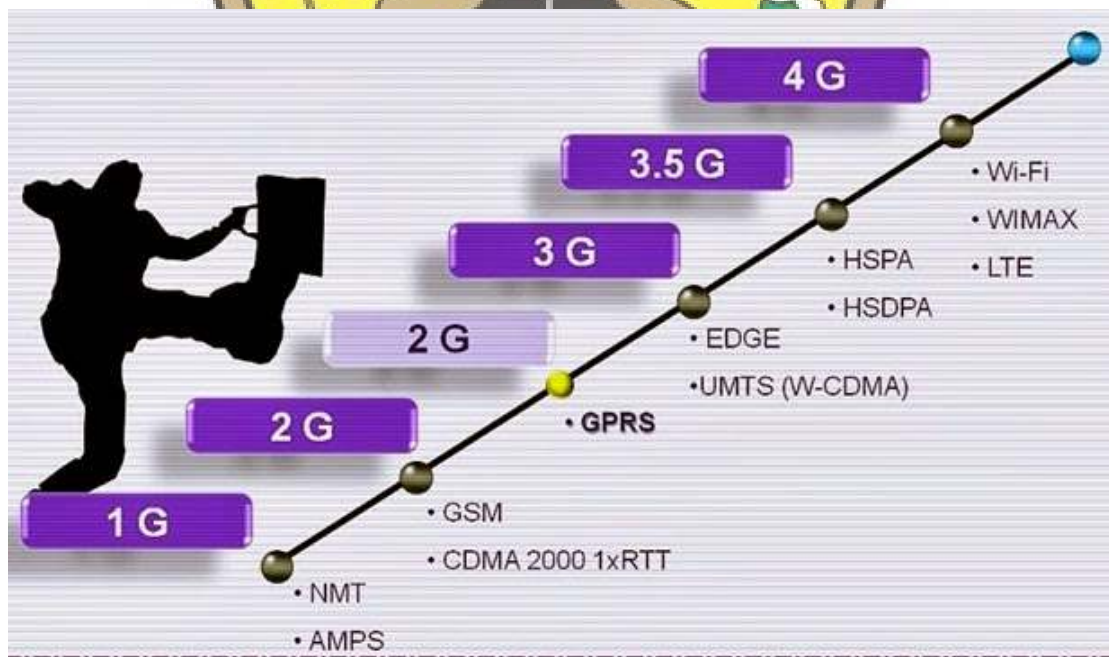 4 G
3.5 G
3 G
2 G
2 G
1 G
• Wi-Fi
• WIMAX
• LTE
• HSPA
• HSDPA
• EDGE
•UMTS (W-CDMA)
• GPRS
• GSM
• CDMA 2000 1xRTT
• NMT
• AMPS